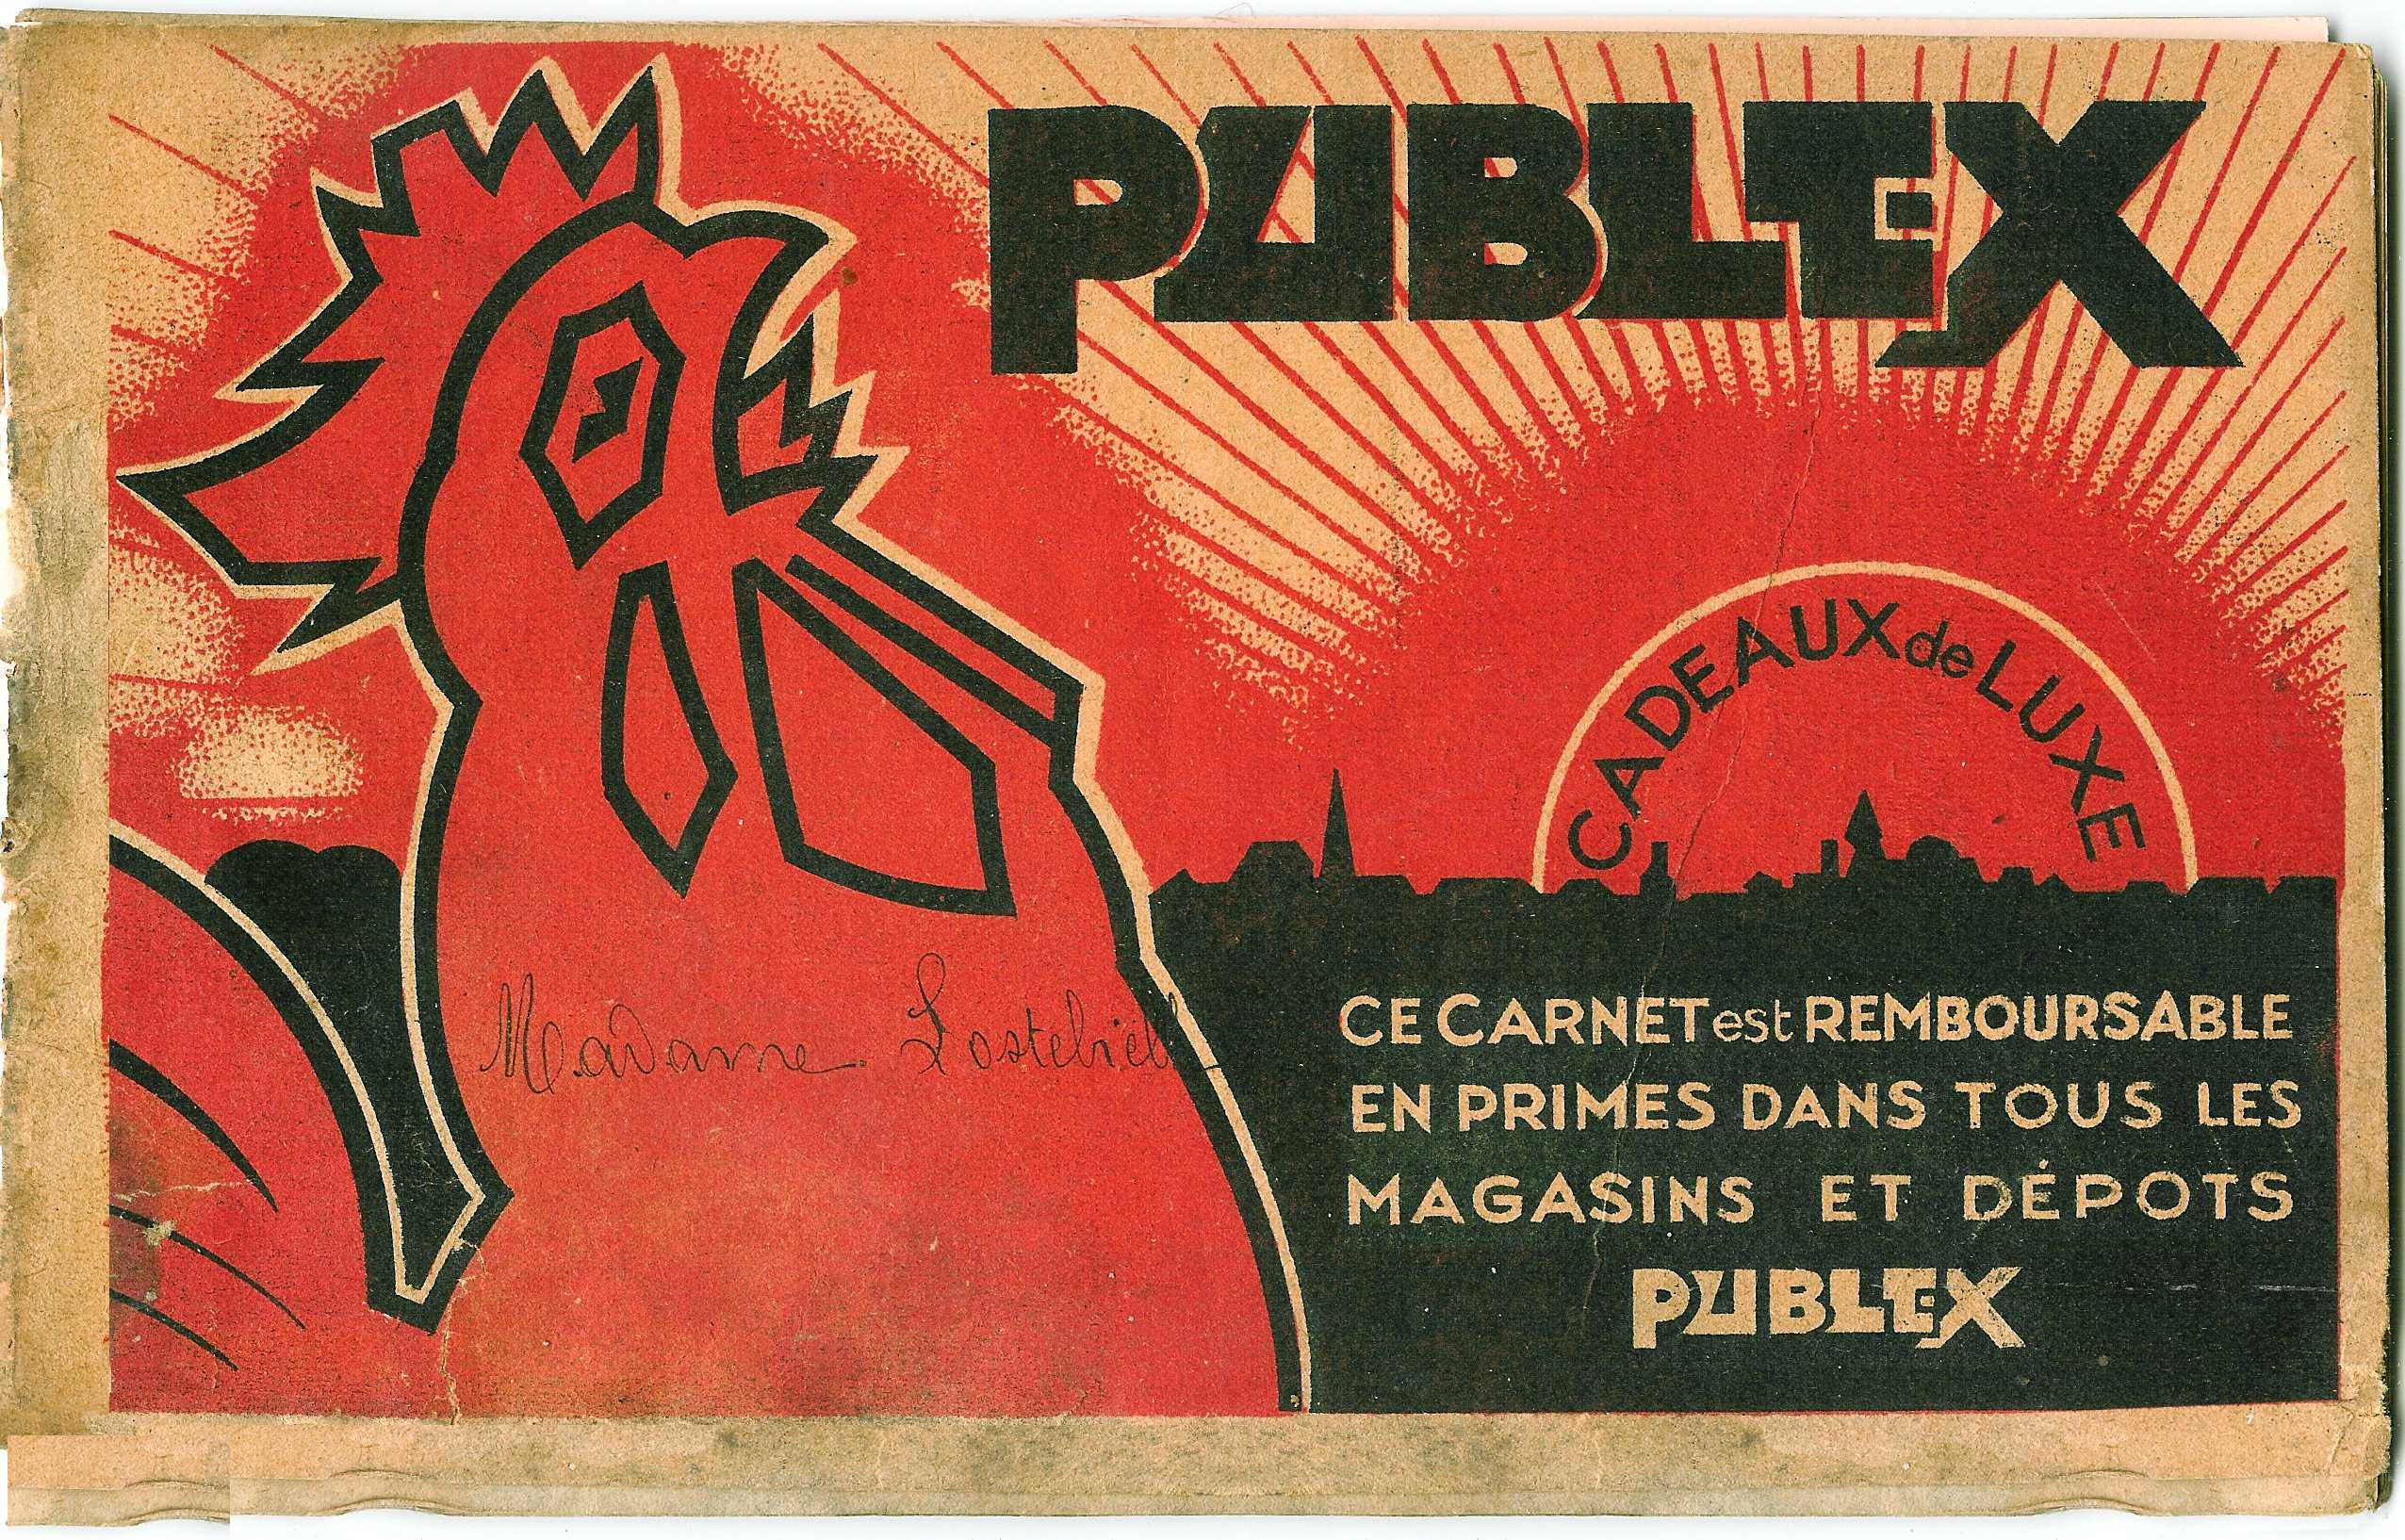 PUBLEX
CADEAUX de LUXE
Madame
CE CARNET est REMBOURSABLE
EN PRIMES DANS TOUS LES
MAGASINS ET DÉPOTS
PUBLEX